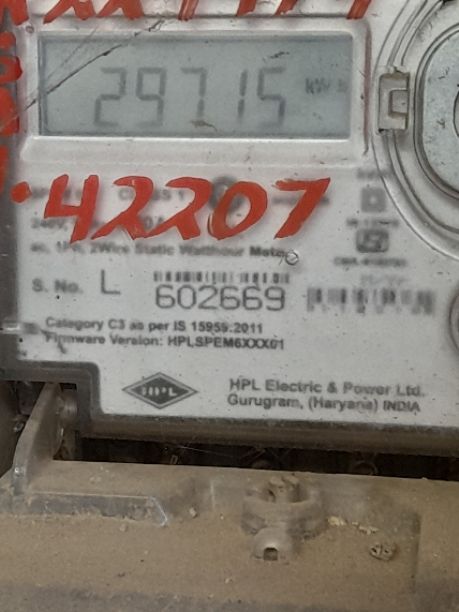 29715 kWh
42207
ac, 1Ph, 2Wire Static Watthour Meter
S. No. L 602669
Category C3 as per IS 15959:2011
Firmware Version: HPLSPEM6XXX01
HPL
HPL Electric & Power Ltd.
Gurugram, (Haryana) INDIA